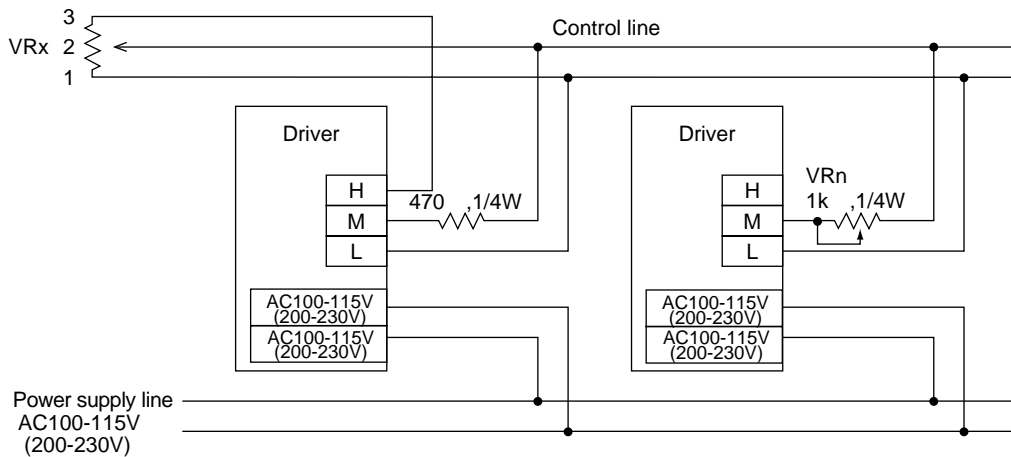 3
VRx 2
1
Control line
Driver
H
M
L
470 ,1/4W
AC100-115V
(200-230V)
AC100-115V
(200-230V)
Driver
VRn
1k ,1/4W
H
M
L
AC100-115V
(200-230V)
AC100-115V
(200-230V)
Power supply line
AC100-115V
(200-230V)